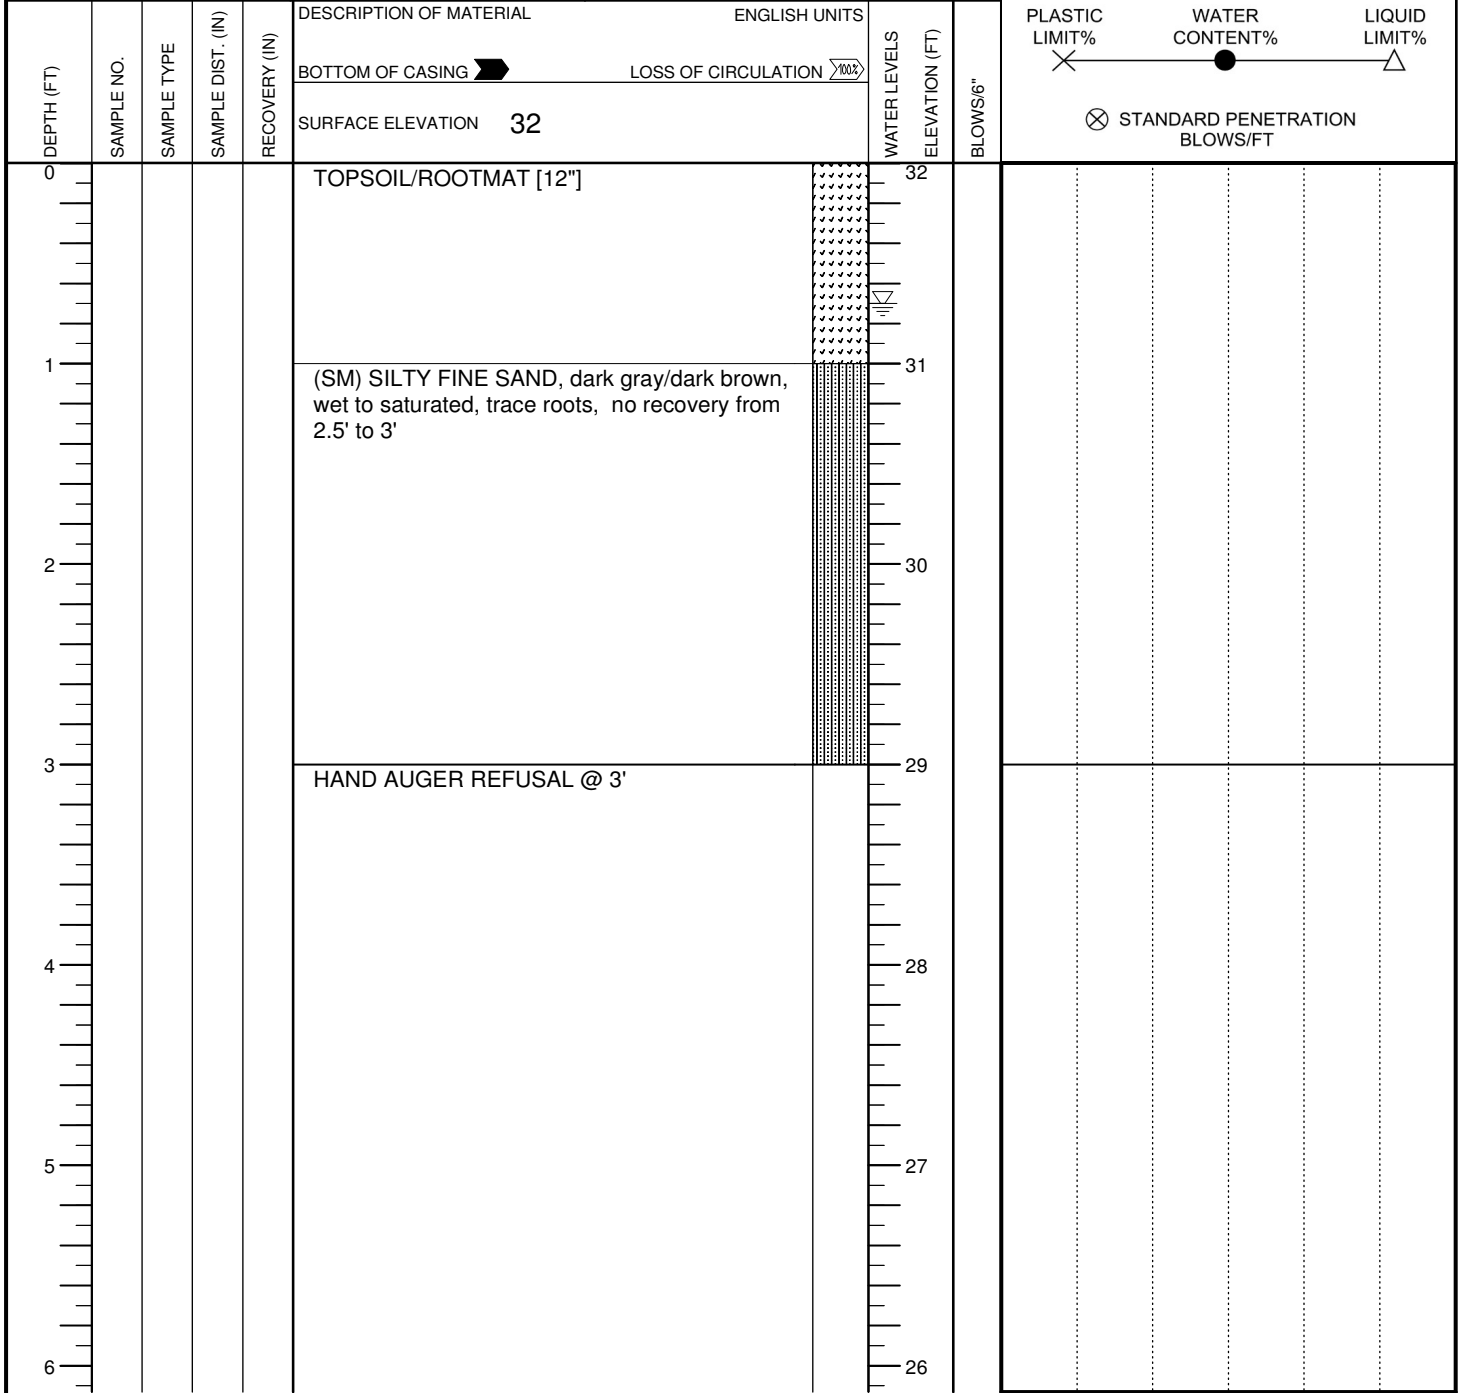 DEPTH (FT)
SAMPLE NO.
SAMPLE TYPE
SAMPLE DIST. (IN)
RECOVERY (IN)
DESCRIPTION OF MATERIAL ENGLISH UNITS
BOTTOM OF CASING LOSS OF CIRCULATION 100%
SURFACE ELEVATION 32
WATER LEVELS
ELEVATION (FT)
BLOWS/6"
PLASTIC LIMIT%
WATER CONTENT%
LIQUID LIMIT%
STANDARD PENETRATION
BLOWS/FT
0 TOPSOIL/ROOTMAT [12"] 32
1 31
(SM) SILTY FINE SAND, dark gray/dark brown,
wet to saturated, trace roots, no recovery from
2.5' to 3'
2 30
3 29
HAND AUGER REFUSAL @ 3'
4 28
5 27
6 26